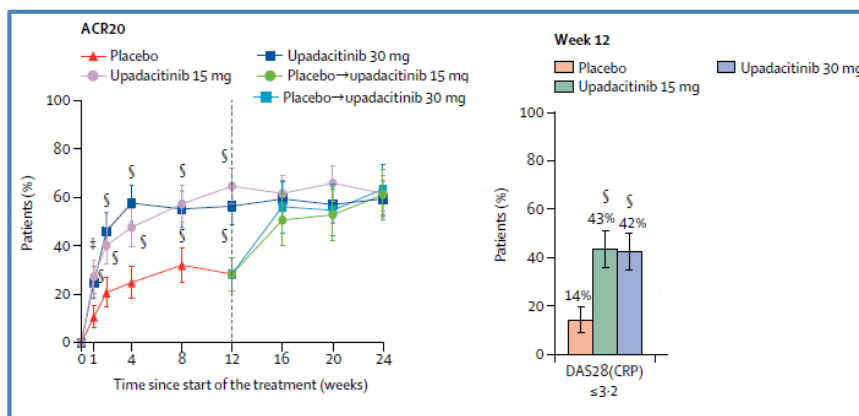 ACR20
Placebo
Upadacitinib 15 mg
Upadacitinib 30 mg
Placebo→upadacitinib 15 mg
Placebo→upadacitinib 30 mg
Patients (%)
100
80
60
40
20
0
‡
§
§
§
§
§
§
§
§
§
0 1 4 8 12 16 20 24
Time since start of the treatment (weeks)
Week 12
Placebo
Upadacitinib 15 mg
Upadacitinib 30 mg
Patients (%)
100
80
60
40
20
0
§ §
14% 43% 42%
DAS28(CRP)
≤3·2